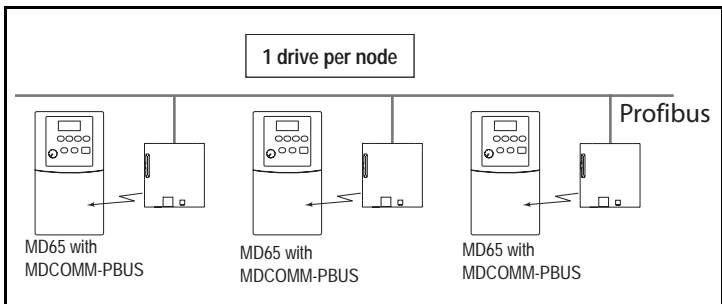 1 drive per node
Profibus
MD65 with
MDCOMM-PBUS
MD65 with
MDCOMM-PBUS
MD65 with
MDCOMM-PBUS